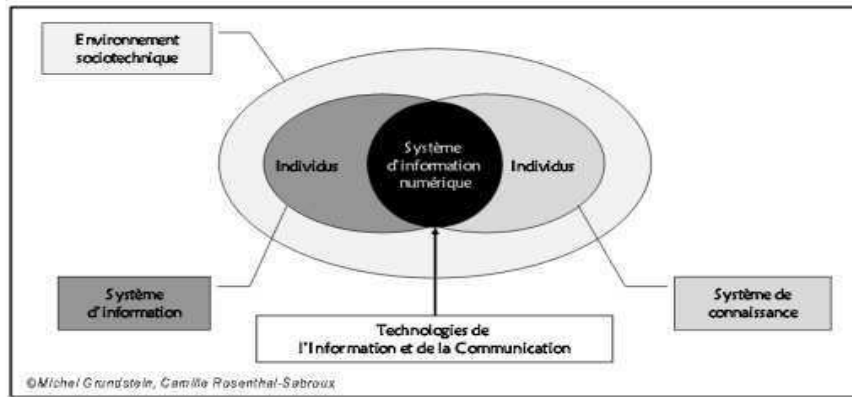 Environnement
sociotechnique
Individus
Système
d'information
numérique
Individus
Système
d'information
Système de
connaissance
Technologies de
l'Information et de la Communication
©Michel Grundstein, Camille Rosenthal-Sabroux